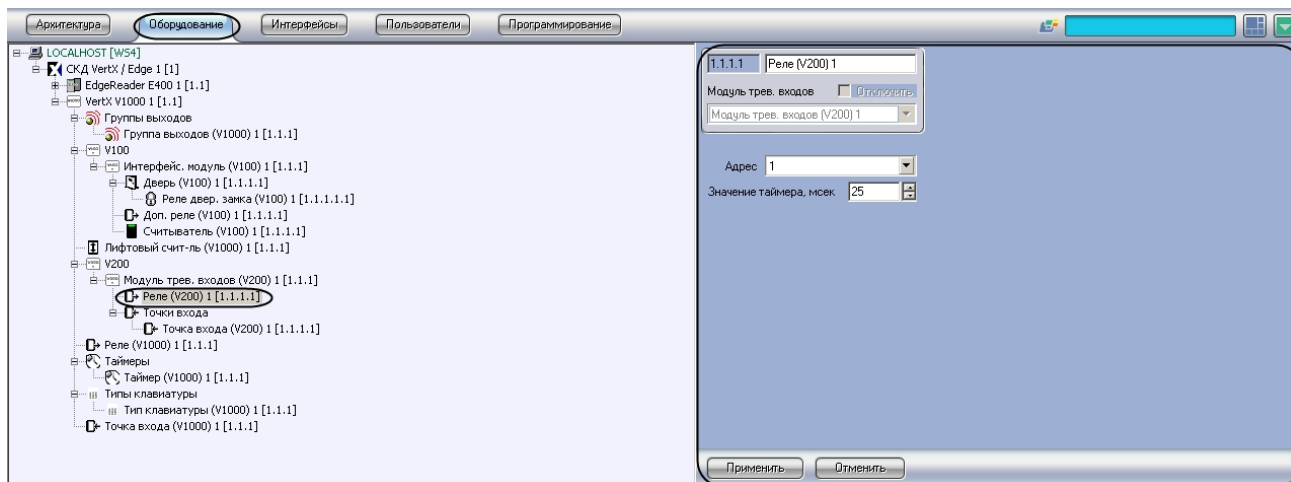 Архитектура Оборудование Интерфейсы Пользователи Программирование
LOCALHOST [WS4]
СКД VertX / Edge 1 [1]
EdgeReader E400 1 [1.1]
VertX V1000 1 [1.1]
Группы выходов
Группа выходов (V1000) 1 [1.1.1]
V100
Интерфейс. модуль (V100) 1 [1.1.1]
Дверь (V100) 1 [1.1.1.1]
Реле двер. замка (V100) 1 [1.1.1.1.1]
Доп. реле (V100) 1 [1.1.1.1]
Считыватель (V100) 1 [1.1.1.1]
Лифтовый счит-ль (V1000) 1 [1.1.1]
V200
Модуль трев. входов (V200) 1 [1.1.1]
Реле (V200) 1 [1.1.1.1]
Точки входа
Точка входа (V200) 1 [1.1.1.1]
Реле (V1000) 1 [1.1.1]
Таймеры
Таймер (V1000) 1 [1.1.1]
Типы клавиатуры
Тип клавиатуры (V1000) 1 [1.1.1]
Точка входа (V1000) 1 [1.1.1]
1.1.1.1 Реле (V200) 1
Модуль трев. входов Отключить
Модуль трев. входов (V200) 1
Адрес 1
Значение таймера, мсек 25
Применить Отменить